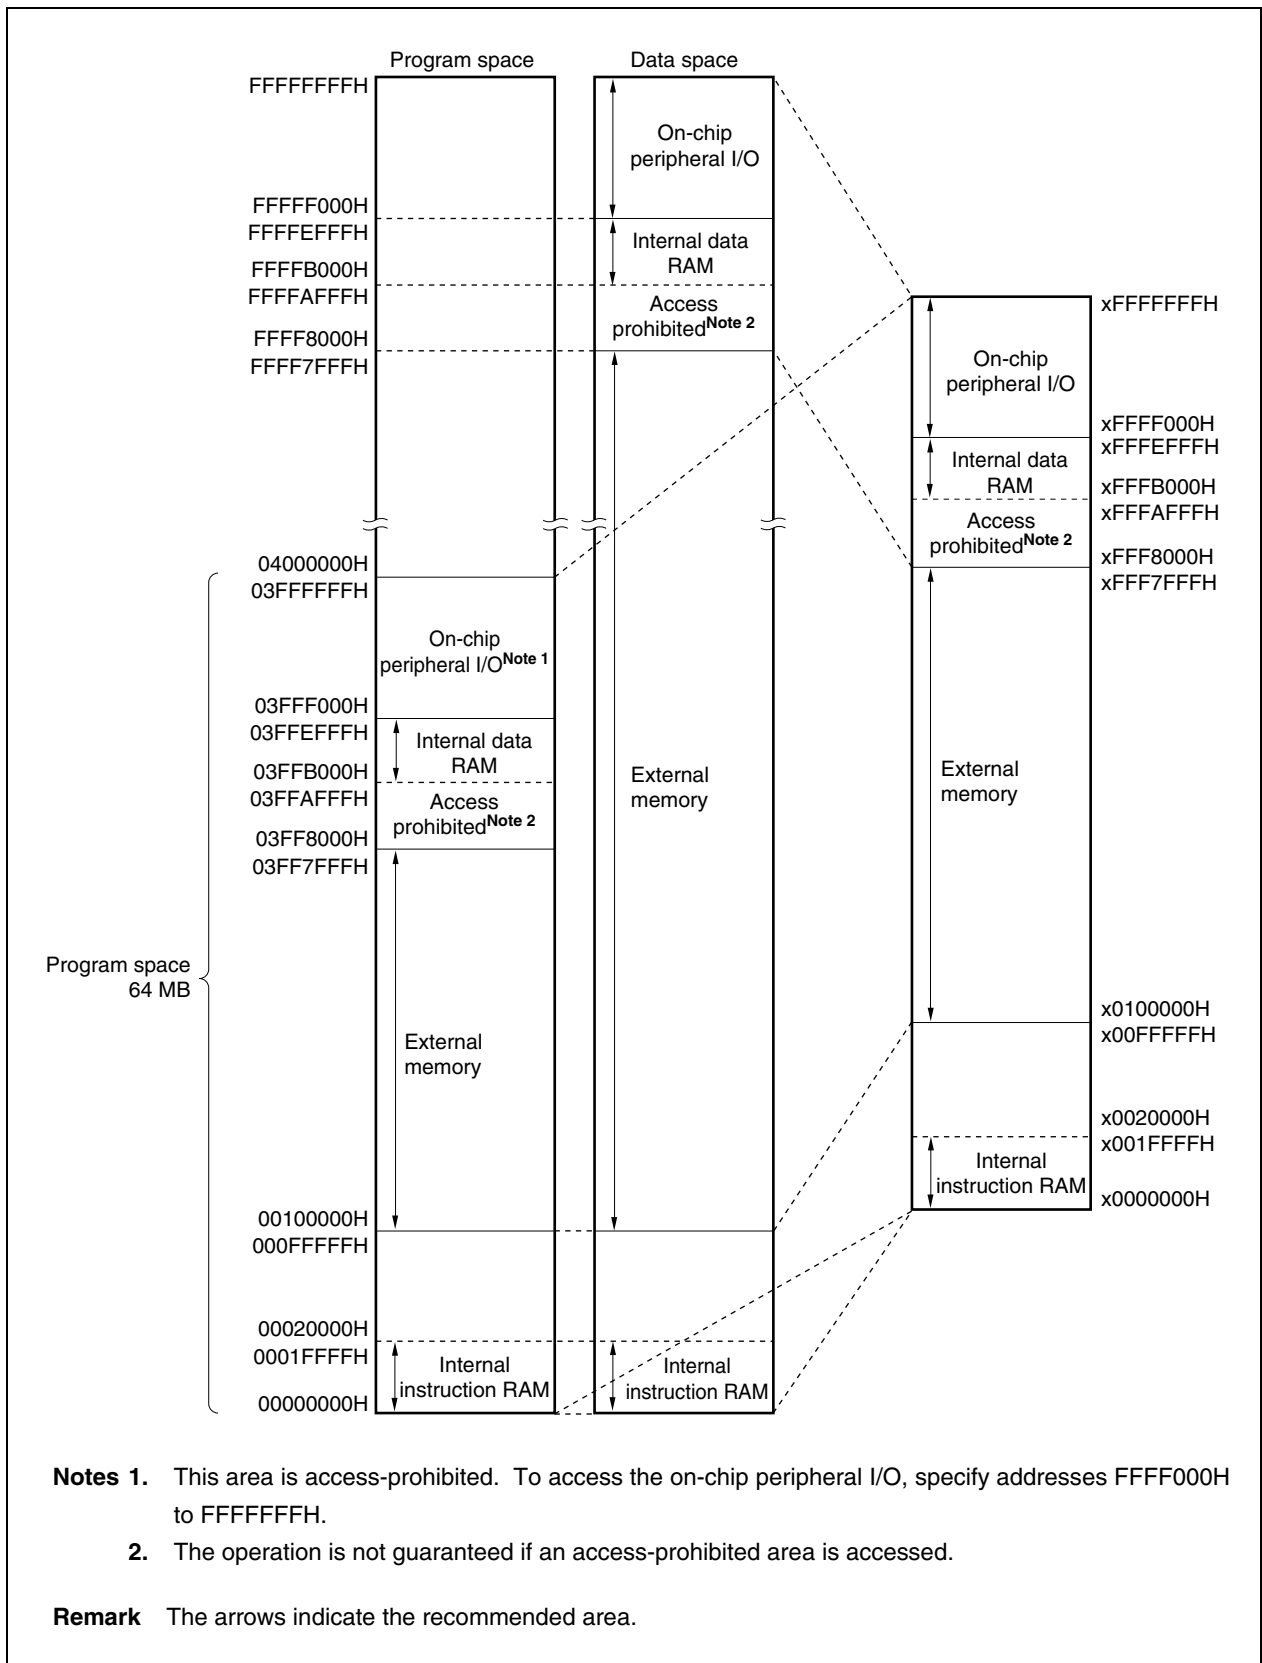 Program space
Data space
FFFFFFFFH
On-chip
peripheral I/O
FFFFF000H
FFFFEFFFH
Internal data
RAM
FFFFB000H
FFFFAFFFH
Access
prohibitedNote 2
FFFF8000H
FFFF7FFFH
04000000H
03FFFFFFH
On-chip
peripheral I/ONote 1
03FFF000H
03FFEFFFH
Internal data
RAM
03FFB000H
03FFAFFFH
Access
prohibitedNote 2
03FF8000H
03FF7FFFH
Program space
64 MB
External
memory
External
memory
00100000H
000FFFFFH
00020000H
0001FFFFH
Internal
instruction RAM
Internal
instruction RAM
00000000H
xFFFFFFFH
On-chip
peripheral I/O
xFFFF000H
xFFFEFFFH
Internal data
RAM
xFFFB000H
xFFFAFFFH
Access
prohibitedNote 2
xFFF8000H
xFFF7FFFH
External
memory
x0100000H
x00FFFFFH
x0020000H
x001FFFFH
Internal
instruction RAM
x0000000H
Notes 1. This area is access-prohibited. To access the on-chip peripheral I/O, specify addresses FFFF000H
to FFFFFFFH.
2. The operation is not guaranteed if an access-prohibited area is accessed.
Remark The arrows indicate the recommended area.